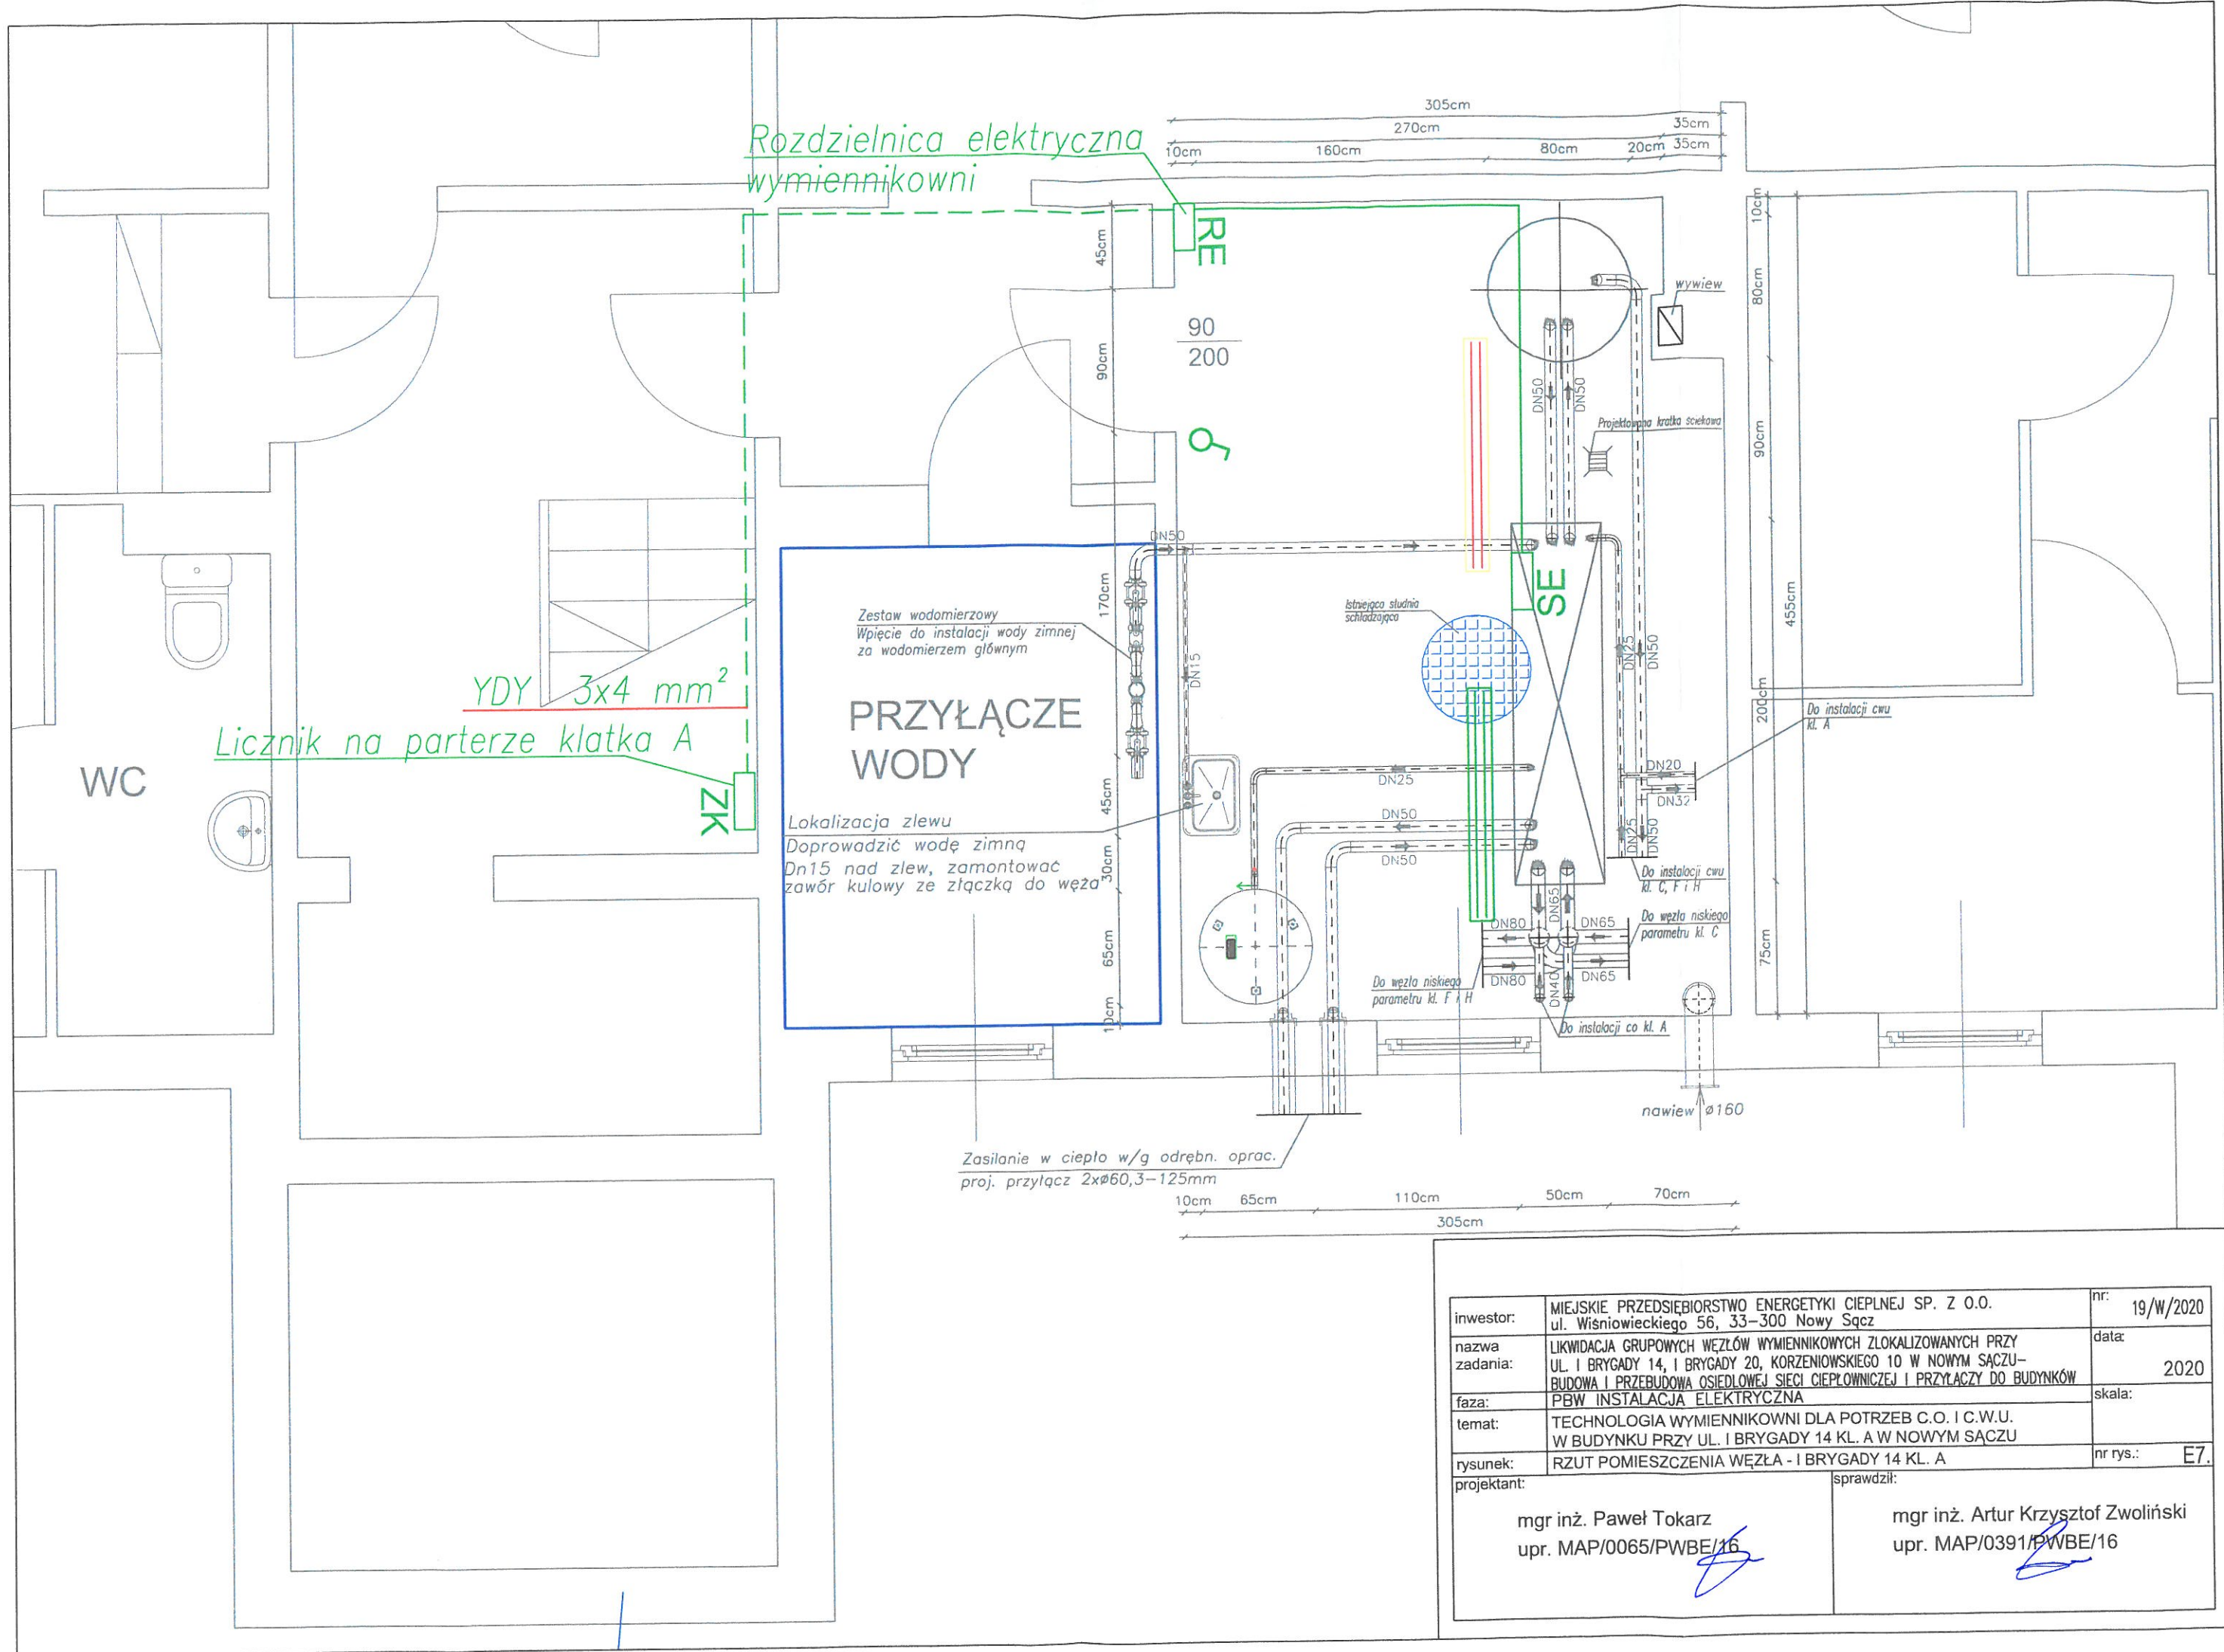 305cm
270cm
35cm
10cm
160cm
80cm
20cm
35cm
Rozdzielnica elektryczna
wymiennikowni
RE
45cm
90cm
90
200
wywiew
10cm
80cm
DN50
DN50
Projektowana kratka ściekowa
90cm
DN50
170cm
SE
Zestaw wodomierzowy
Wpięcie do instalacji wody zimnej
za wodomierzem głównym
Istniejąca studnia
schładzająca
455cm
DN15
DN25
DN50
YDY 3x4 mm²
Licznik na parterze klatka A
PRZYŁĄCZE
WODY
200cm
Do instalacji cwu
kl. A
WC
ZK
DN25
DN20
DN32
45cm
Lokalizacja zlewu
Doprowadzić wodę zimną
Dn15 nad zlew, zamontować
zawór kulowy ze złączką do węża
DN50
DN50
DN25
DN50
30cm
Do instalacji cwu
kl. C, F i H
DN65
DN80
DN65
Do węzła niskiego
parametru kl. C
65cm
75cm
DN80
DN65
DN40
Do węzła niskiego
parametru kl. F i H
10cm
Do instalacji co kl. A
nawiew ø160
Zasilanie w ciepło w/g odrębn. oprac.
proj. przyłącz 2xø60,3-125mm
10cm
65cm
110cm
50cm
70cm
305cm
inwestor:
MIEJSKIE PRZEDSIĘBIORSTWO ENERGETYKI CIEPLNEJ SP. Z O.O.
ul. Wiśniowieckiego 56, 33-300 Nowy Sącz
nr:
19/W/2020
nazwa
zadania:
LIKWIDACJA GRUPOWYCH WĘZŁÓW WYMIENNIKOWYCH ZLOKALIZOWANYCH PRZY
UL. I BRYGADY 14, I BRYGADY 20, KORZENIOWSKIEGO 10 W NOWYM SĄCZU-
BUDOWA I PRZEBUDOWA OSIEDLOWEJ SIECI CIEPŁOWNICZEJ I PRZYŁĄCZY DO BUDYNKÓW
data:
2020
faza:
PBW INSTALACJA ELEKTRYCZNA
skala:
temat:
TECHNOLOGIA WYMIENNIKOWNI DLA POTRZEB C.O. I C.W.U.
W BUDYNKU PRZY UL. I BRYGADY 14 KL. A W NOWYM SĄCZU
rysunek:
RZUT POMIESZCZENIA WĘZŁA - I BRYGADY 14 KL. A
nr rys.:
E7.
projektant:
mgr inż. Paweł Tokarz
upr. MAP/0065/PWBE/16
sprawdził:
mgr inż. Artur Krzysztof Zwoliński
upr. MAP/0391/PWBE/16